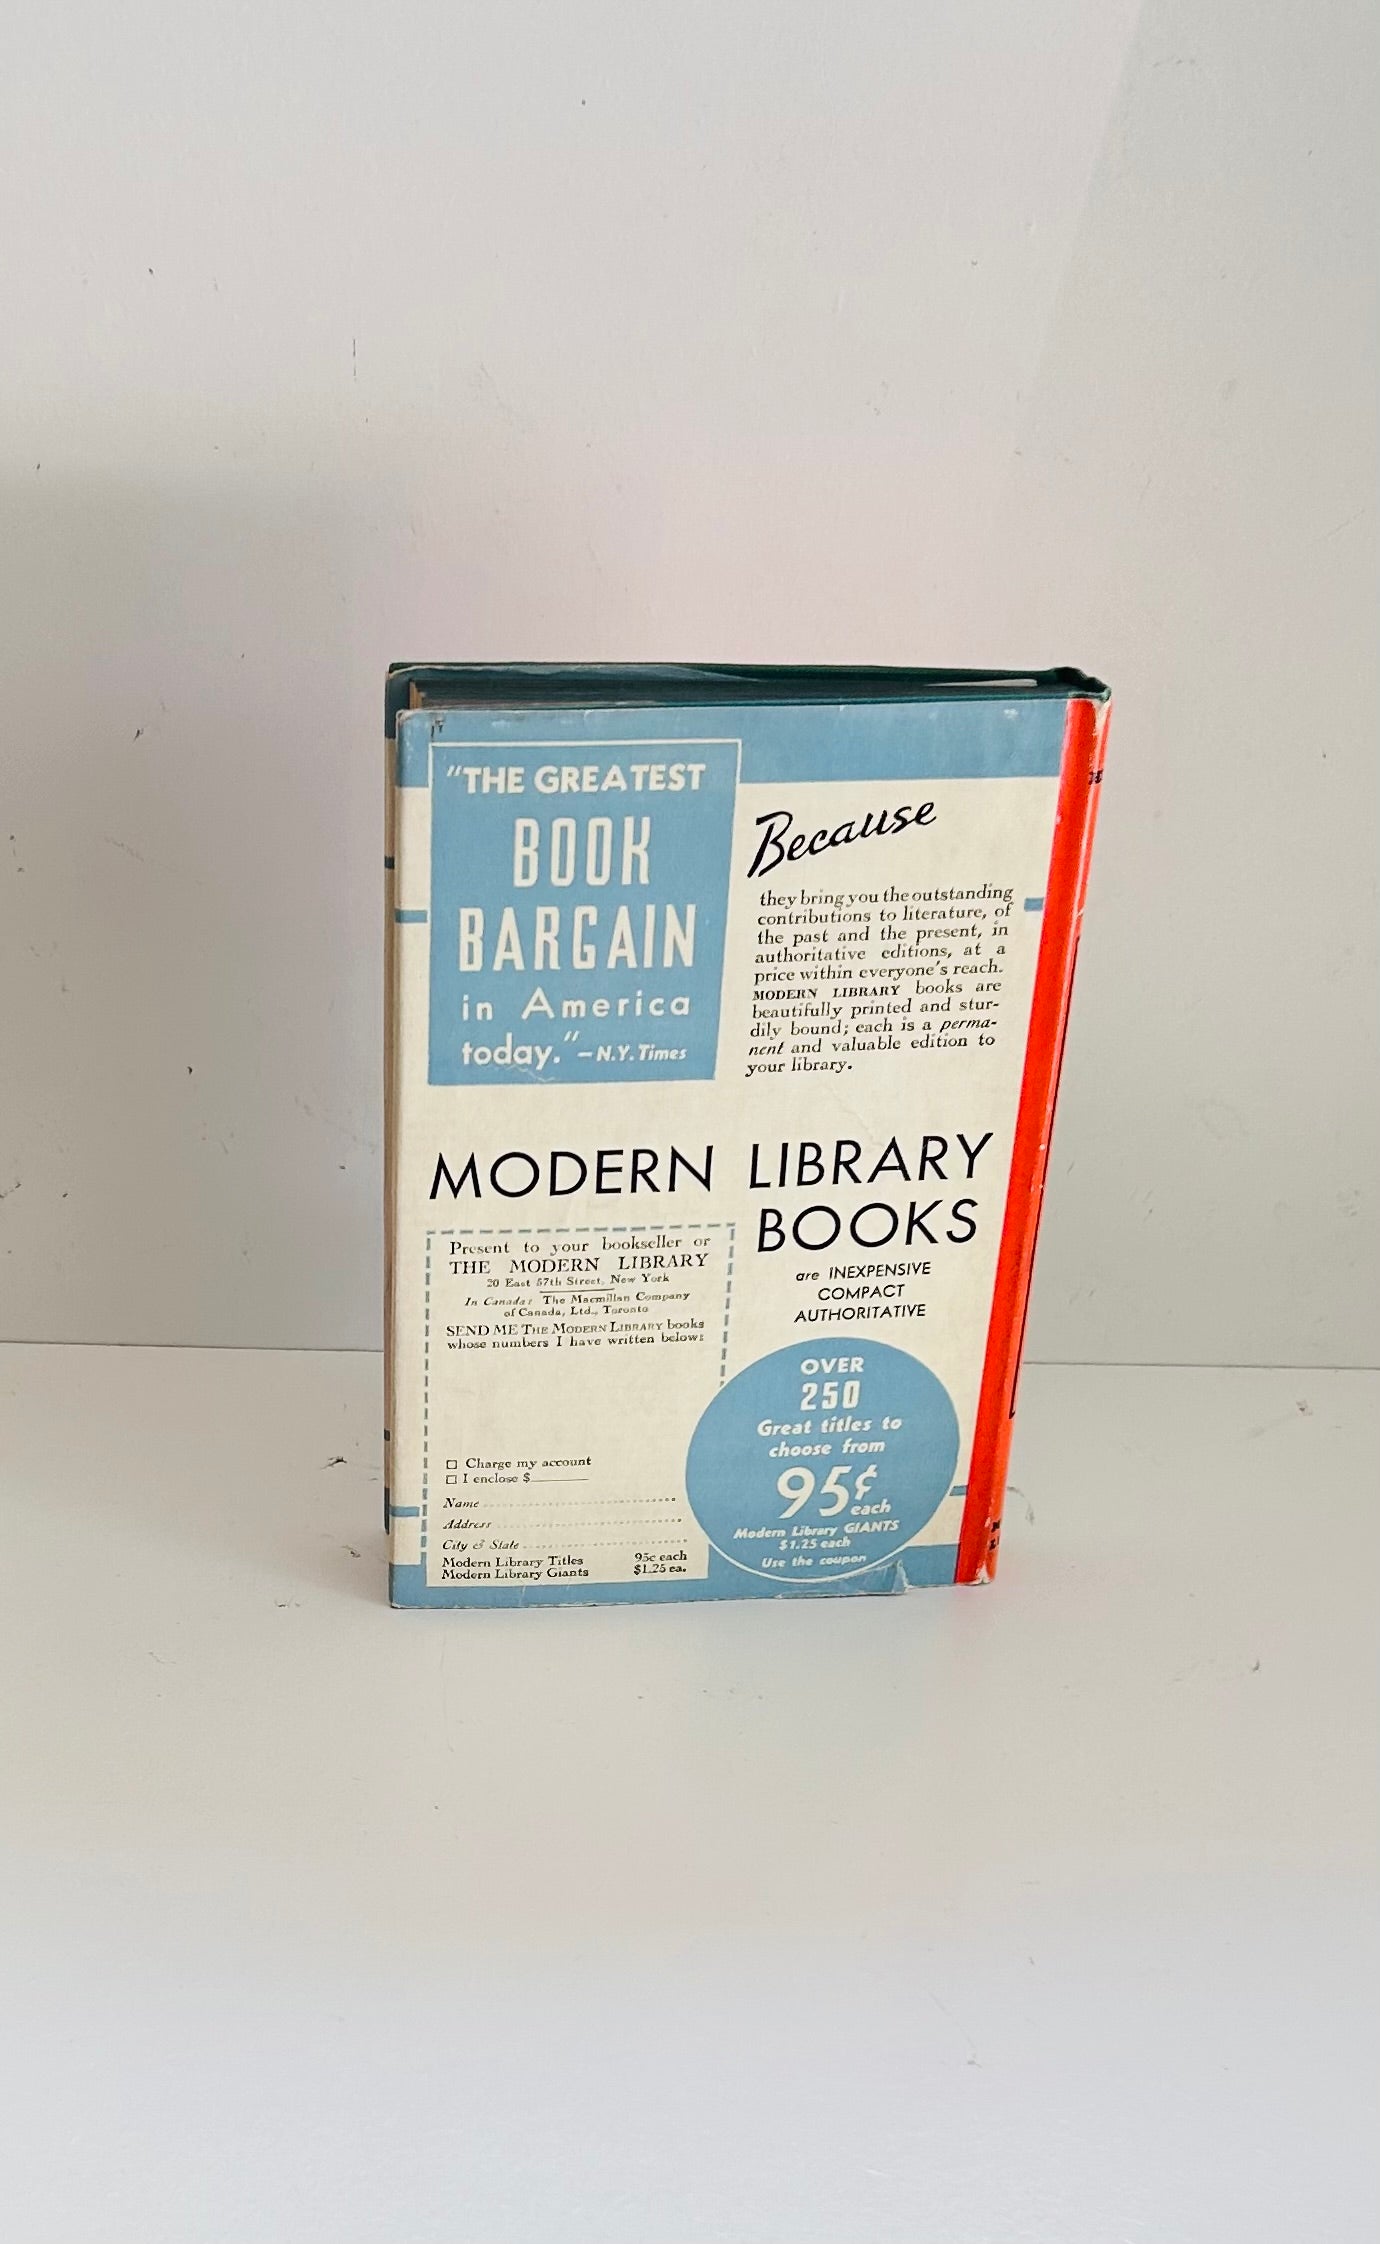 "THE GREATEST
BOOK
BARGAIN
in America
today."—N.Y. Times
Because
they bring you the outstanding
contributions to literature, of
the past and the present, in
authoritative editions, at a
price within everyone's reach.
MODERN LIBRARY books are
beautifully printed and stur-
dily bound; each is a perma-
nent and valuable edition to
your library.
MODERN LIBRARY
BOOKS
are INEXPENSIVE
COMPACT
AUTHORITATIVE
Present to your bookseller or
THE MODERN LIBRARY
20 East 57th Street, New York
In Canada: The Macmillan Company
of Canada, Ltd., Toronto
SEND ME THE MODERN LIBRARY books
whose numbers I have written below:
Charge my account
I enclose $
Name
Address
City & State
Modern Library Titles 95c each
Modern Library Giants $1.25 ea.
OVER
250
Great titles to
choose from
95¢
each
Modern Library GIANTS
$1.25 each
Use the coupon